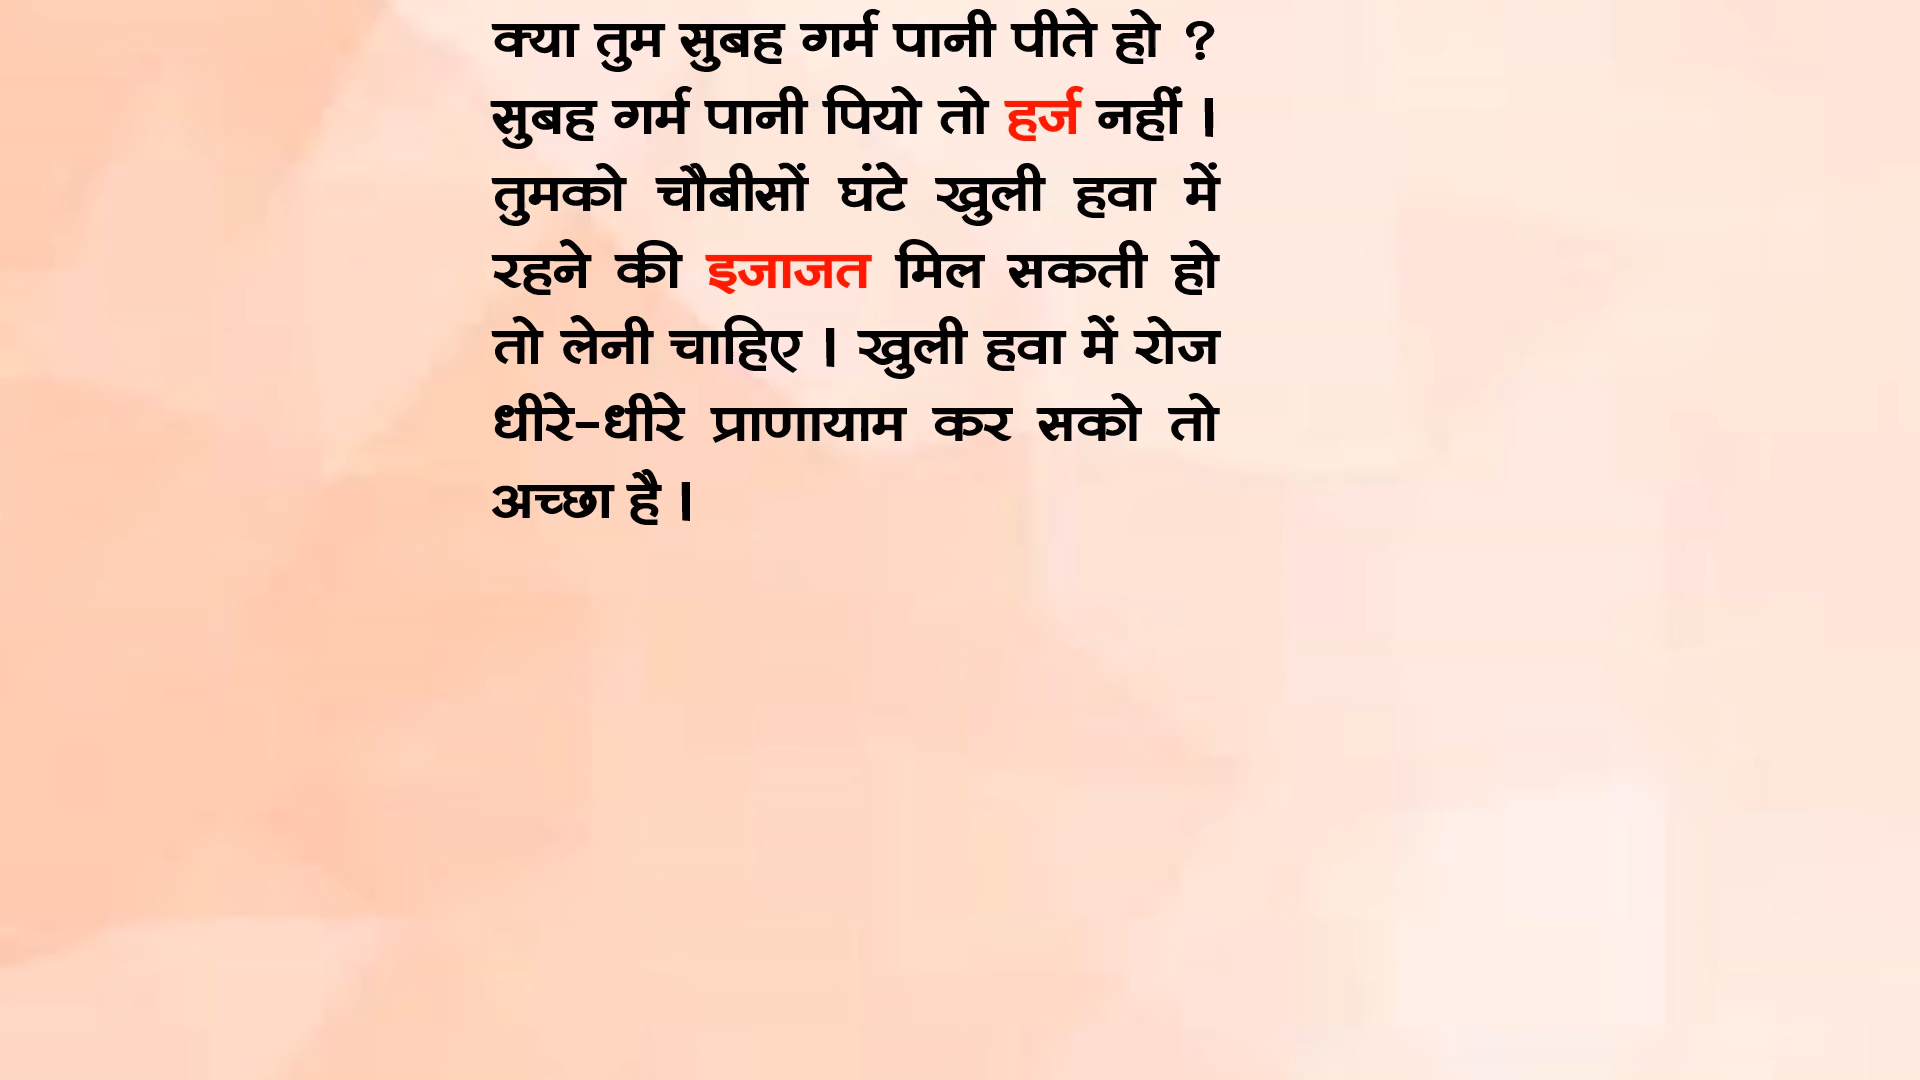 क्या तुम सुबह गर्म पानी पीते हो ?
सुबह गर्म पानी पियो तो हर्ज नहीं ।
तुमको चौबीसों घंटे खुली हवा में
रहने की इजाजत मिल सकती हो
तो लेनी चाहिए । खुली हवा में रोज
धीरे-धीरे प्राणायाम कर सको तो
अच्छा है ।